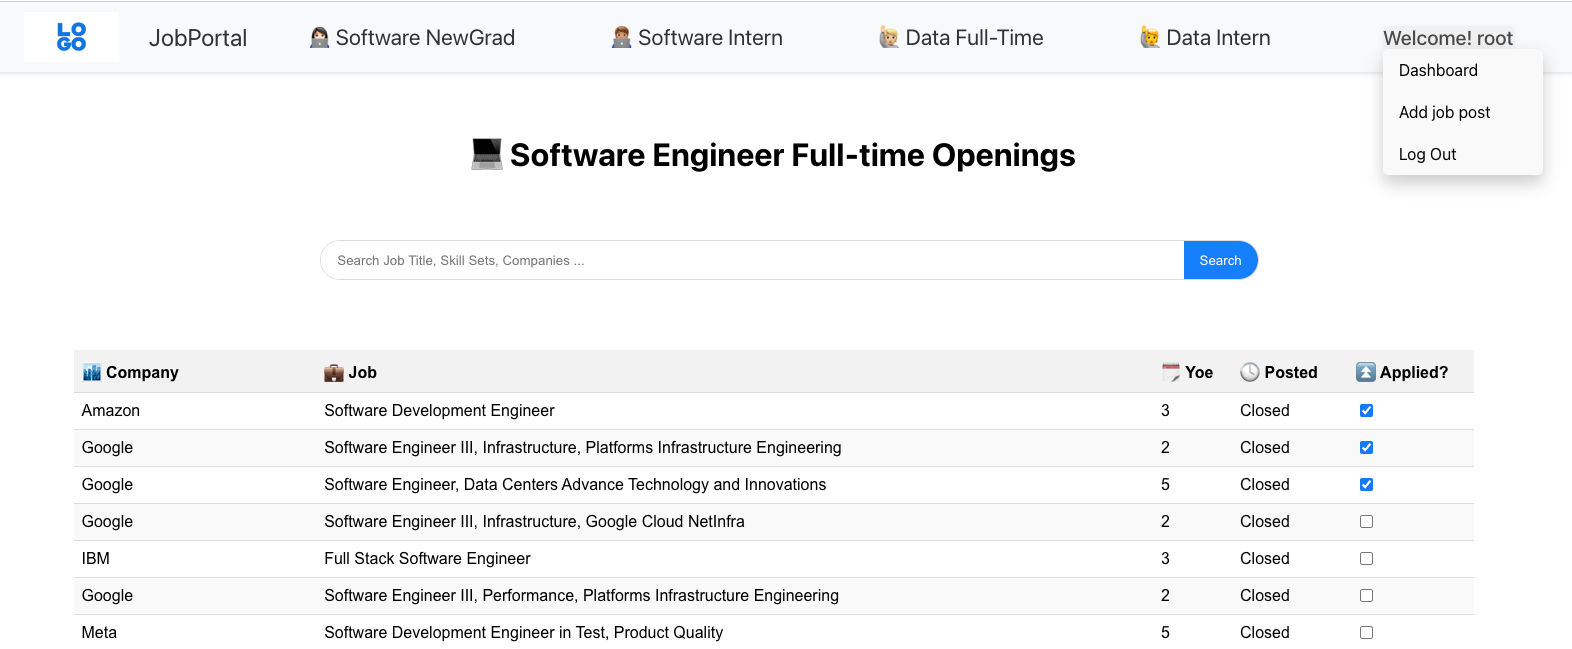 LO
GO
JobPortal
Software NewGrad
Software Intern
Data Full-Time
Data Intern
Welcome! root
Dashboard
Add job post
Log Out
Software Engineer Full-time Openings
Search Job Title, Skill Sets, Companies ... Search
Company Job Yoe Posted Applied?
Amazon Software Development Engineer 3 Closed
Google Software Engineer III, Infrastructure, Platforms Infrastructure Engineering 2 Closed
Google Software Engineer, Data Centers Advance Technology and Innovations 5 Closed
Google Software Engineer III, Infrastructure, Google Cloud NetInfra 2 Closed
IBM Full Stack Software Engineer 3 Closed
Google Software Engineer III, Performance, Platforms Infrastructure Engineering 2 Closed
Meta Software Development Engineer in Test, Product Quality 5 Closed